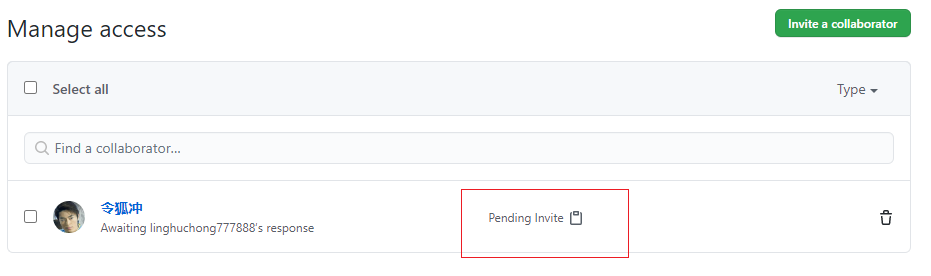 Manage access
Invite a collaborator
Select all
Type
Find a collaborator...
令狐冲
Awaiting linghuchong777888's response
Pending Invite